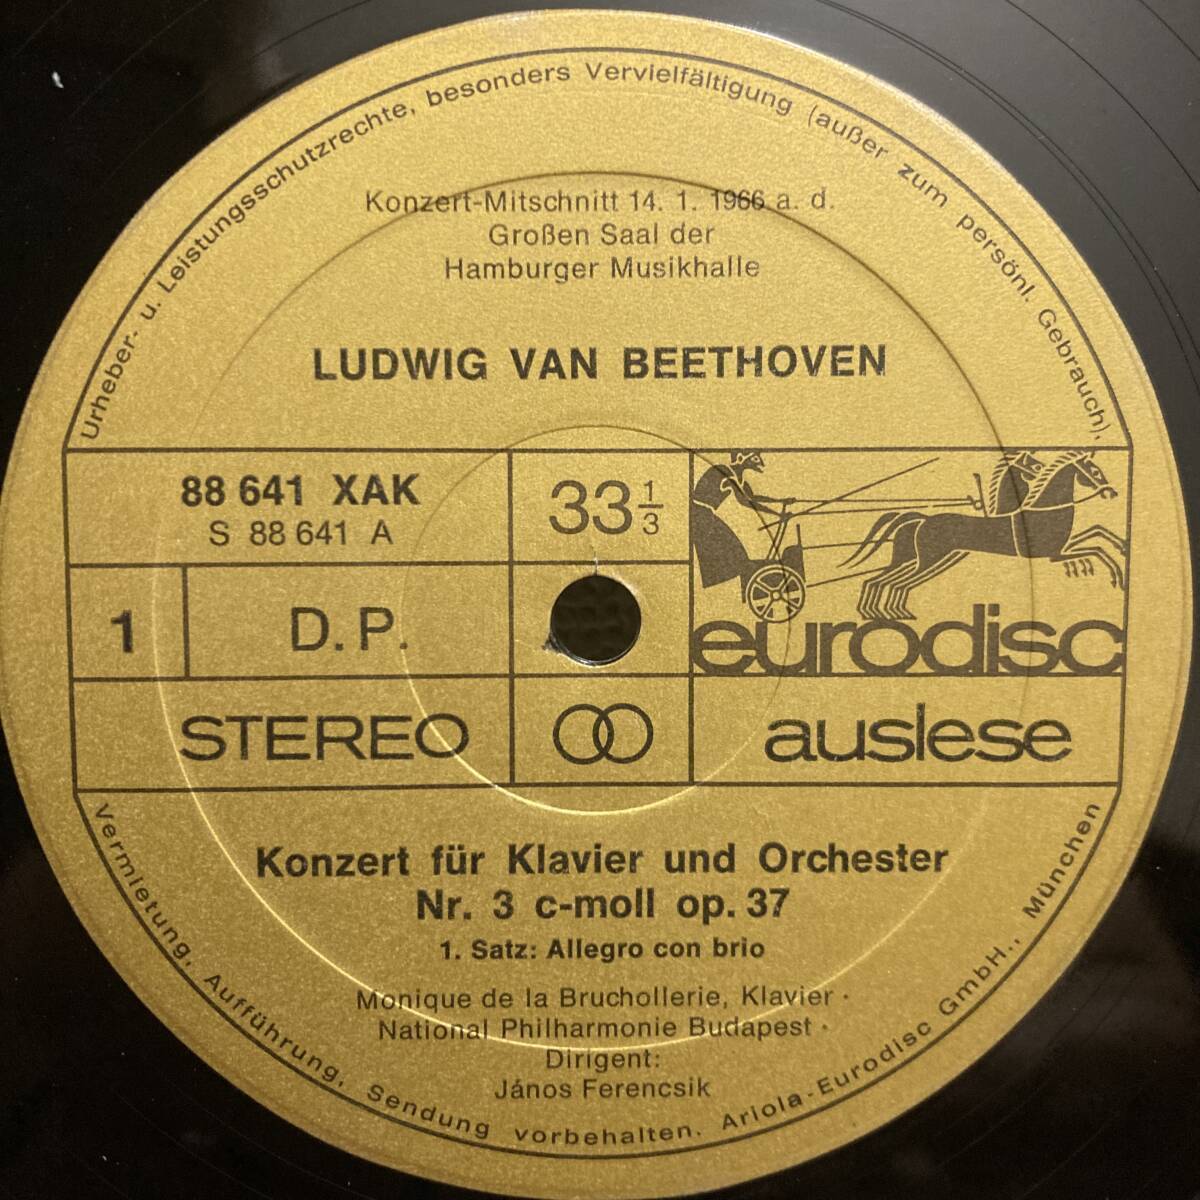 Urheber- u. Leistungsschutzrechte, besonders Vervielfältigung (außer zum persönl. Gebrauch),
Konzert-Mitschnitt 14. 1. 1966 a. d.
Großen Saal der
Hamburger Musikhalle
LUDWIG VAN BEETHOVEN
88 641 XAK
S 88 641 A
33 1/3
1
D. P.
eurodisc
STEREO
auslese
Konzert für Klavier und Orchester
Nr. 3 c-moll op. 37
1. Satz: Allegro con brio
Monique de la Bruchollerie, Klavier ·
National Philharmonie Budapest ·
Dirigent:
János Ferencsik
Vermietung, Aufführung, Sendung vorbehalten. Ariola-Eurodisc GmbH., München